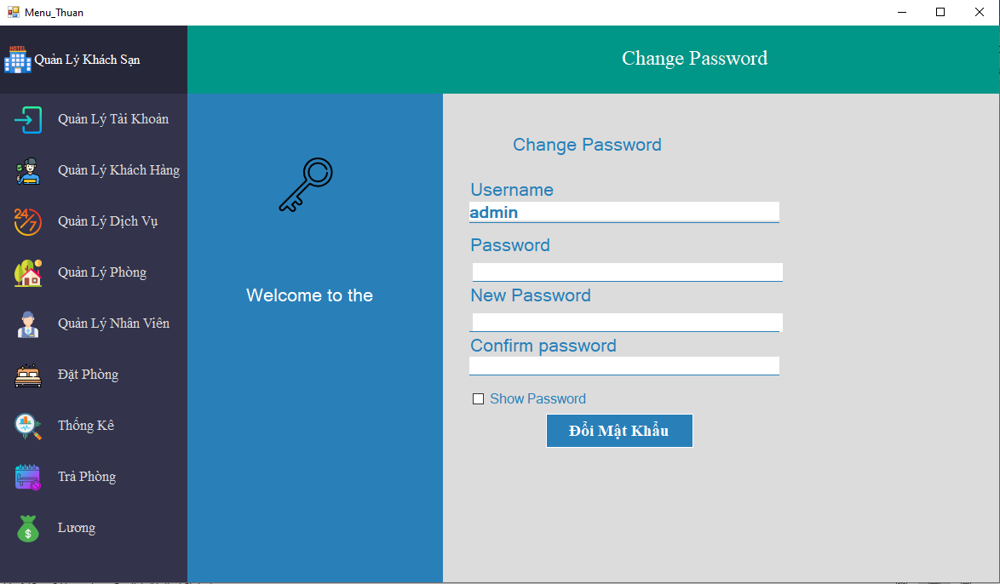 Menu_Thuan
HOTEL
Quản Lý Khách Sạn
Change Password
Quản Lý Tài Khoản
Quản Lý Khách Hàng
24/7
Quản Lý Dịch Vụ
Quản Lý Phòng
Quản Lý Nhân Viên
Đặt Phòng
Thống Kê
Trả Phòng
Lương
Welcome to the
Change Password
Username
admin
Password
New Password
Confirm password
Show Password
Đổi Mật Khẩu